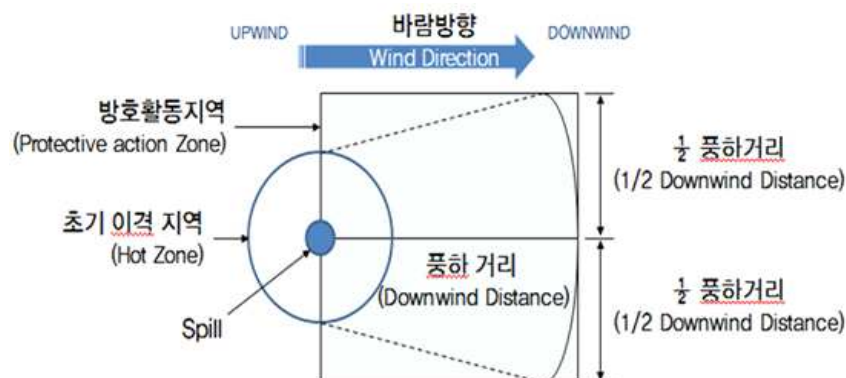 바람방향
UPWIND
DOWNWIND
Wind Direction
방호활동지역
(Protective action Zone)
½ 풍하거리
(1/2 Downwind Distance)
초기 이격 지역
(Hot Zone)
풍하 거리
(Downwind Distance)
½ 풍하거리
(1/2 Downwind Distance)
Spill